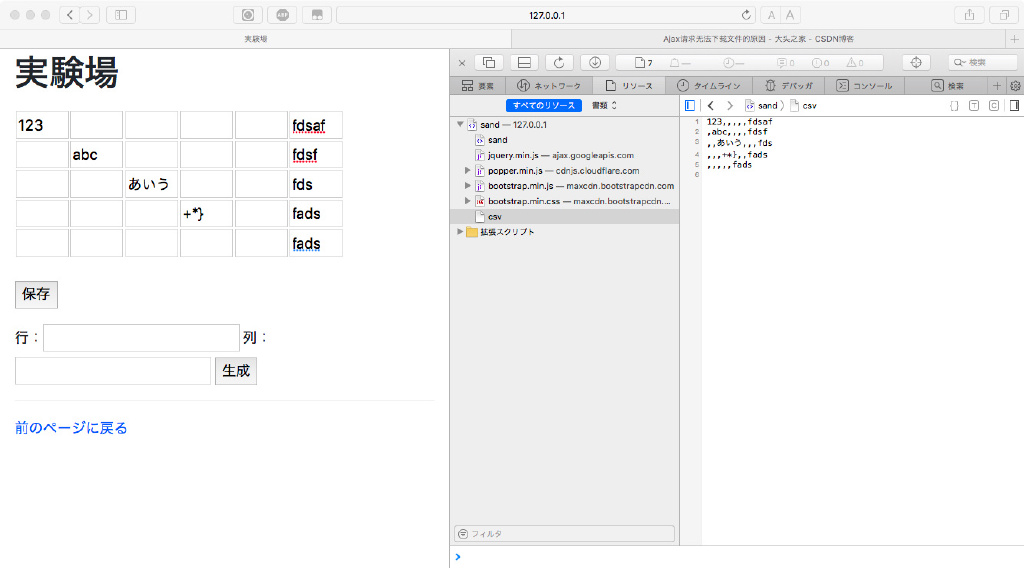 127.0.0.1
A A
実験場
Ajax请求无法下载文件的原因 - 大头之家 - CSDN博客
実験場
123 fdsaf
abc fdsf
あいう fds
+*} fads
fads
保存
行：
列：
生成
前のページに戻る
ABP
7 — — 0 0 0 検索
要素 ネットワーク リソース タイムライン デバッガ コンソール 検索
すべてのリソース 書類
sand csv
{} T C
sand — 127.0.0.1
sand
jquery.min.js — ajax.googleapis.com
popper.min.js — cdnjs.cloudflare.com
bootstrap.min.js — maxcdn.bootstrapcdn.com
bootstrap.min.css — maxcdn.bootstrapcdn....
csv
拡張スクリプト
1 123,,,,,fdsaf
2 ,abc,,,,fdsf
3 ,,あいう,,,fds
4 ,,,+*},,fads
5 ,,,,,fads
6
フィルタ